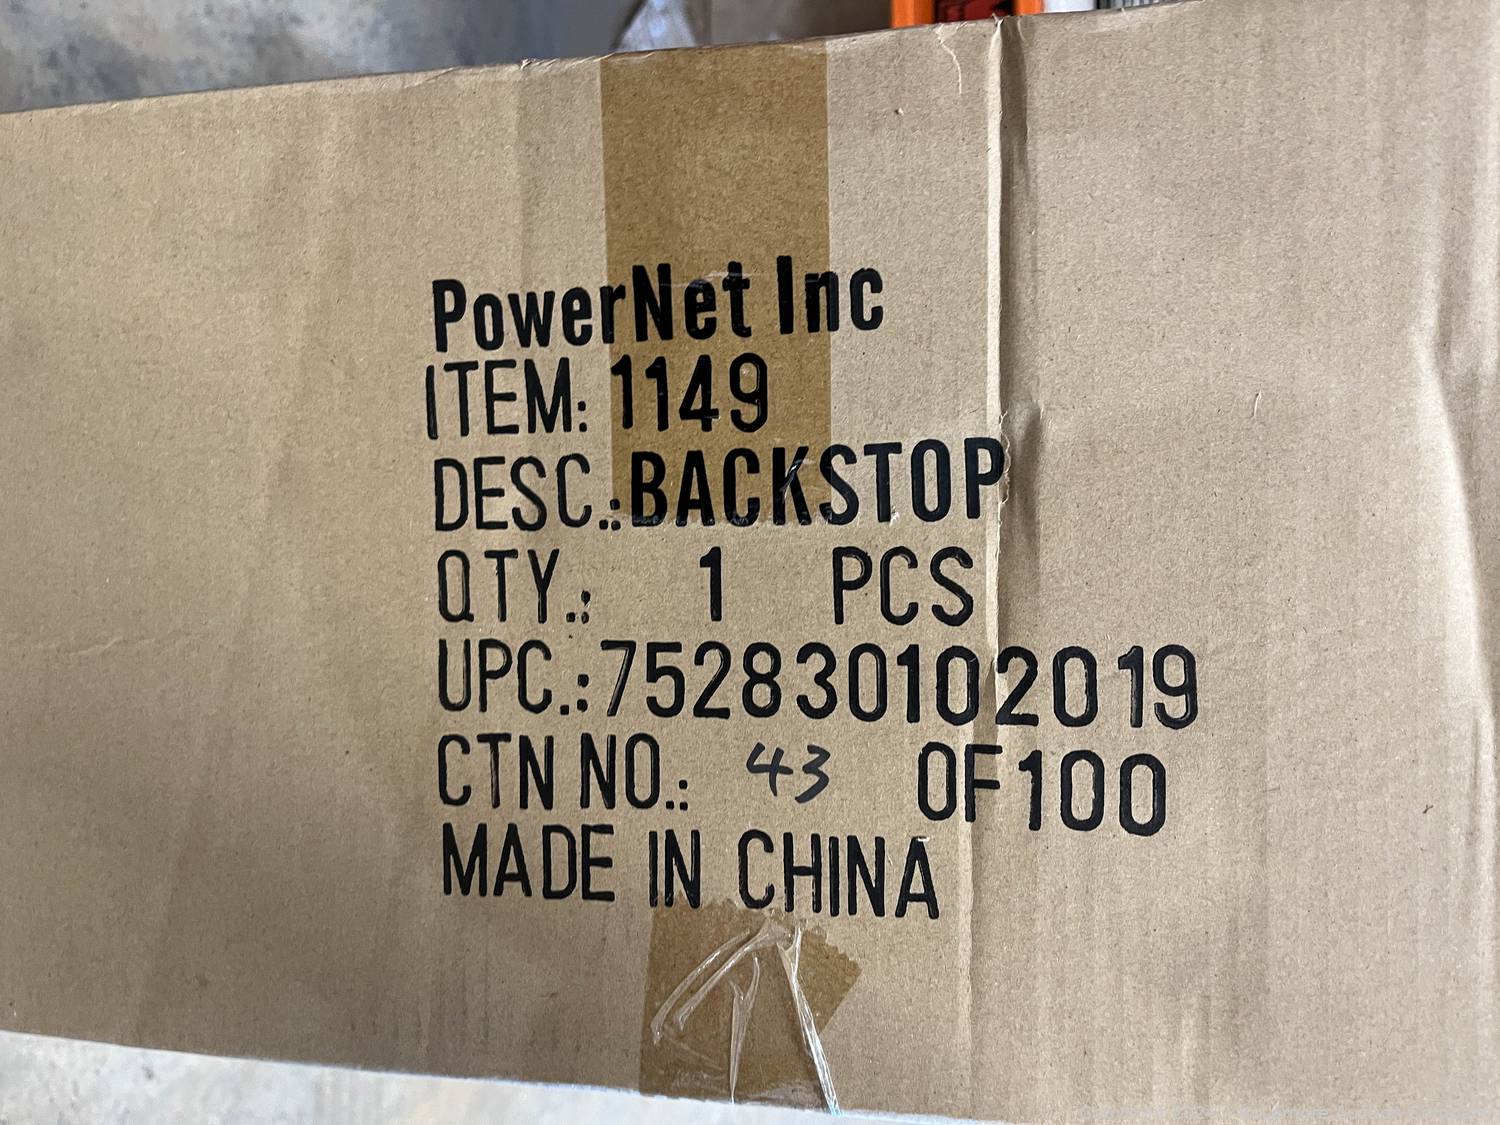 PowerNet Inc
ITEM: 1149
DESC.:BACKSTOP
QTY.: 1 PCS
UPC.:752830102019
CTN NO.: 43 OF100
MADE IN CHINA